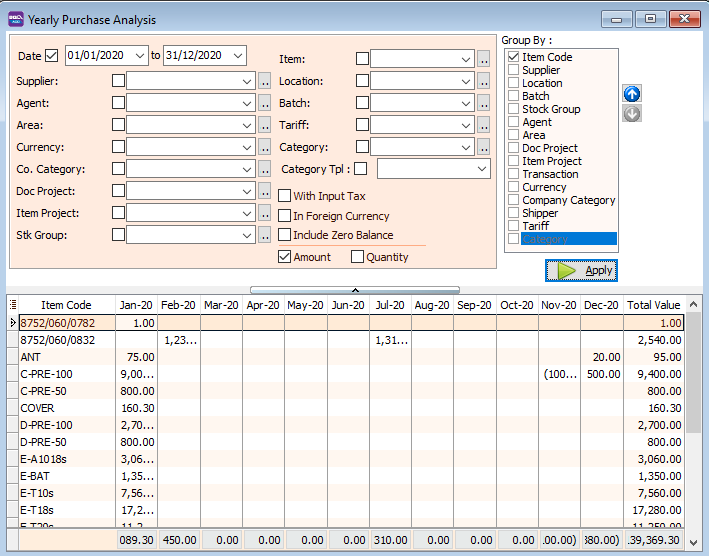 Yearly Purchase Analysis
Date 01/01/2020 to 31/12/2020
Supplier:
Agent:
Area:
Currency:
Co. Category:
Doc Project:
Item Project:
Stk Group:
Item:
Location:
Batch:
Tariff:
Category:
Category Tpl :
With Input Tax
In Foreign Currency
Include Zero Balance
Amount Quantity
Group By :
Item Code
Supplier
Location
Batch
Stock Group
Agent
Area
Doc Project
Item Project
Transaction
Currency
Company Category
Shipper
Tariff
Category
Apply
Item Code Jan-20 Feb-20 Mar-20 Apr-20 May-20 Jun-20 Jul-20 Aug-20 Sep-20 Oct-20 Nov-20 Dec-20 Total Value
8752/060/0782 1.00 1.00
8752/060/0832 1,23... 1,31... 2,540.00
ANT 75.00 20.00 95.00
C-PRE-100 9,00... (100... 500.00 9,400.00
C-PRE-50 800.00 800.00
COVER 160.30 160.30
D-PRE-100 2,70... 2,700.00
D-PRE-50 800.00 800.00
E-A1018s 3,06... 3,060.00
E-BAT 1,35... 1,350.00
E-T10s 7,56... 7,560.00
E-T18s 17,2... 17,280.00
E-T20s 11,2... 11,250.00
089.30 450.00 0.00 0.00 0.00 0.00 310.00 0.00 0.00 0.00 .00.00) 380.00) .39,369.30